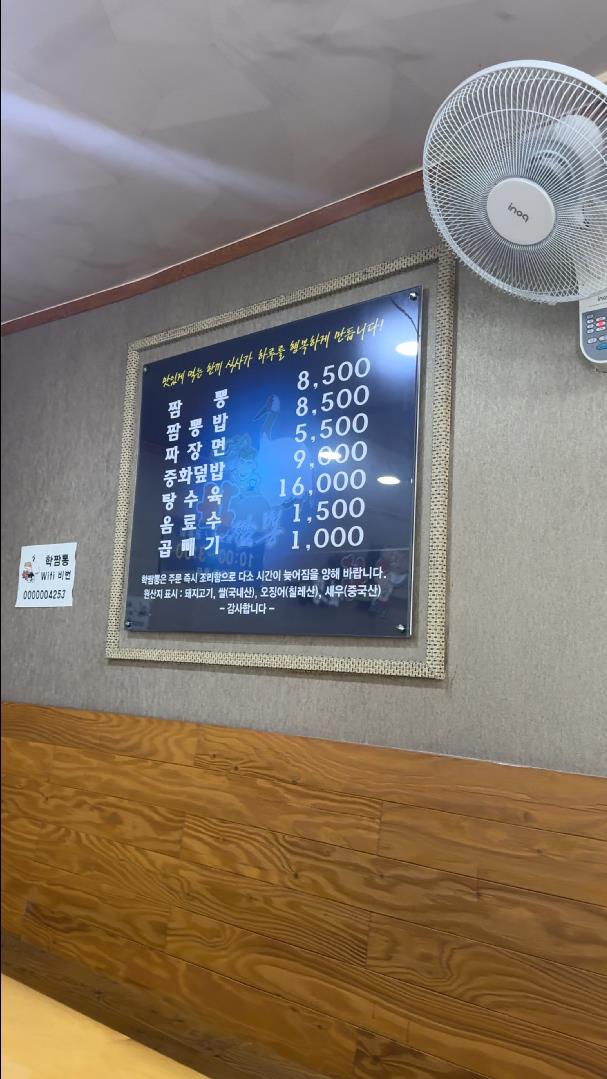 맛있게 먹는 한끼 식사가 하루를 행복하게 만듭니다!
짬 뽕 8,500
짬 뽕 밥 8,500
짜 장 면 5,500
중화덮밥 9,000
탕 수 육 16,000
음 료 수 1,500
곱 빼 기 1,000
학짬뽕은 주문 즉시 조리함으로 다소 시간이 늦어짐을 양해 바랍니다.
원산지 표시 : 돼지고기, 쌀(국내산), 오징어(칠레산), 새우(중국산)
– 감사합니다 –
학짬뽕
Wifi 비번
0000004253
inoq